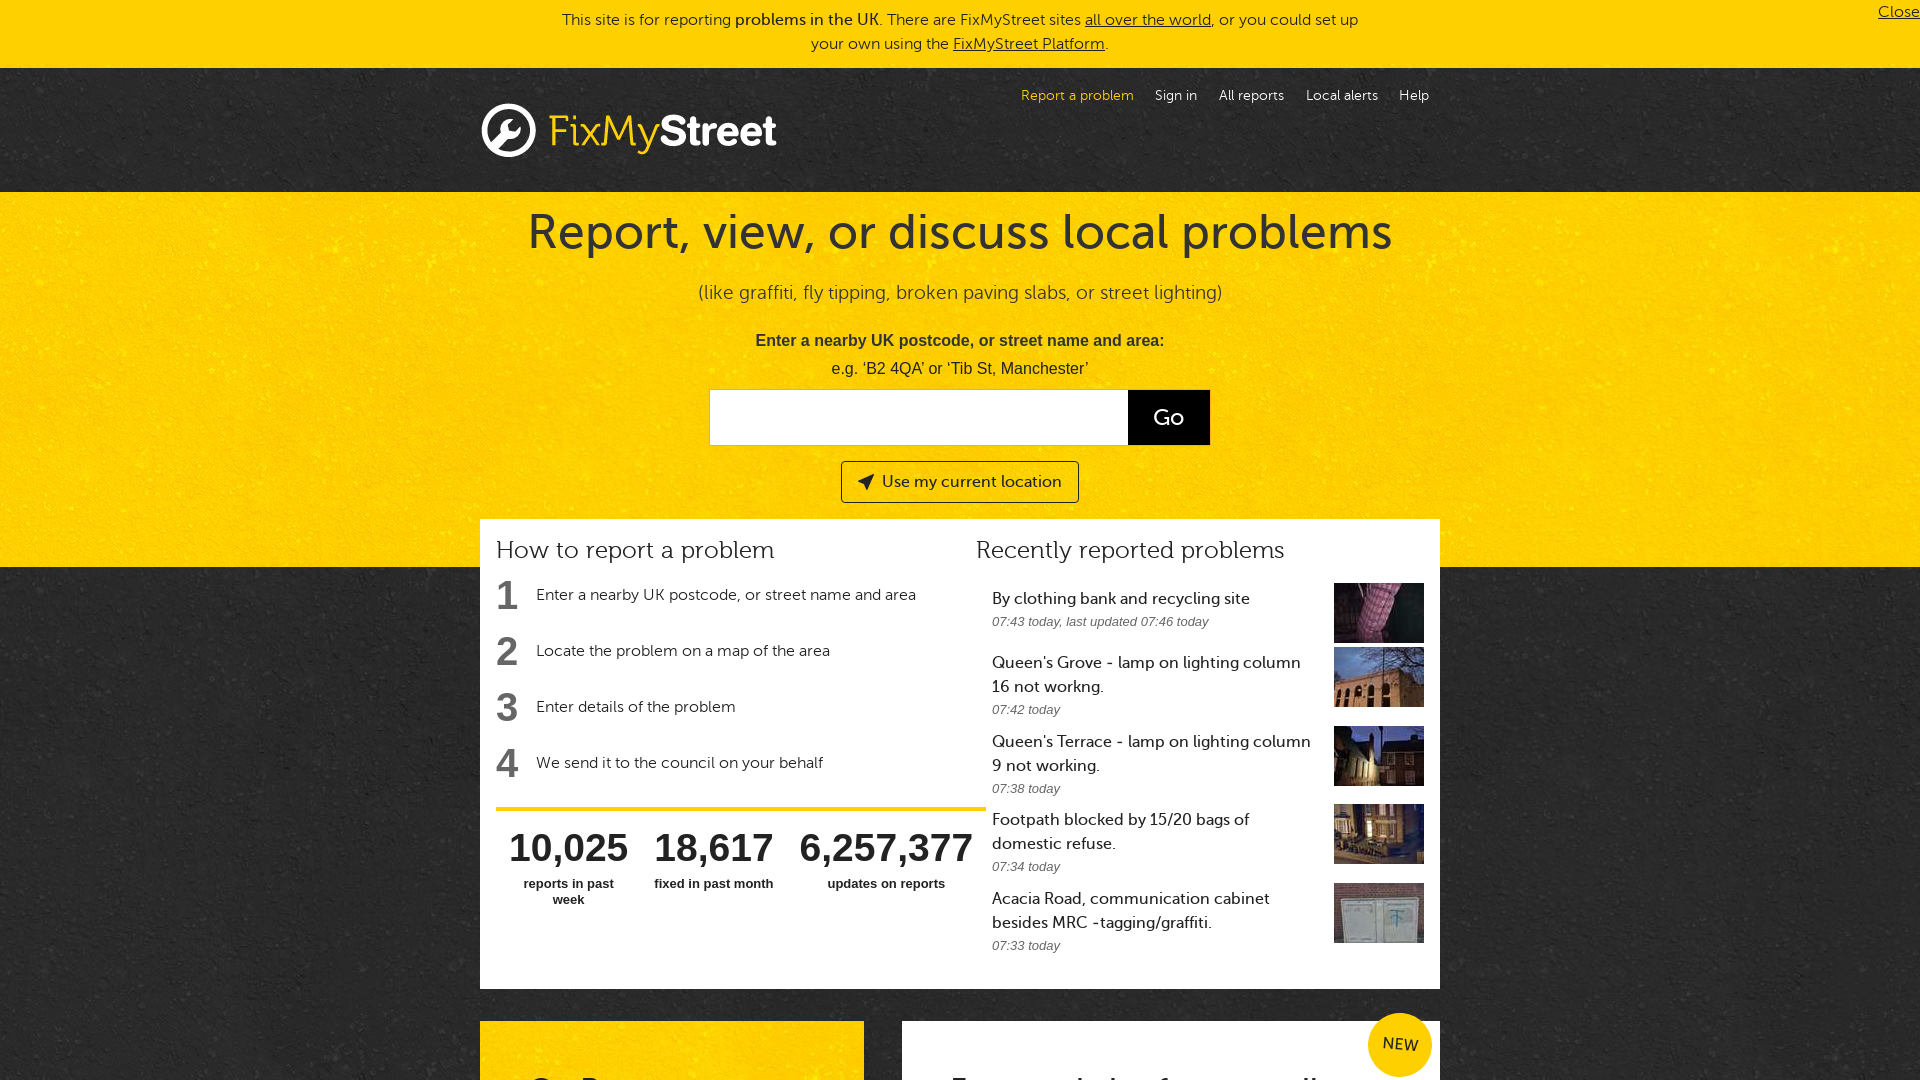 This site is for reporting problems in the UK. There are FixMyStreet sites all over the world, or you could set up
your own using the FixMyStreet Platform.
Close
Report a problem
Sign in
All reports
Local alerts
Help
FixMyStreet
Report, view, or discuss local problems
(like graffiti, fly tipping, broken paving slabs, or street lighting)
Enter a nearby UK postcode, or street name and area:
e.g. ‘B2 4QA’ or ‘Tib St, Manchester’
Go
Use my current location
How to report a problem
1 Enter a nearby UK postcode, or street name and area
2 Locate the problem on a map of the area
3 Enter details of the problem
4 We send it to the council on your behalf
10,025
reports in past
week
18,617
fixed in past month
6,257,377
updates on reports
Recently reported problems
By clothing bank and recycling site
07:43 today, last updated 07:46 today
Queen's Grove - lamp on lighting column
16 not workng.
07:42 today
Queen's Terrace - lamp on lighting column
9 not working.
07:38 today
Footpath blocked by 15/20 bags of
domestic refuse.
07:34 today
Acacia Road, communication cabinet
besides MRC -tagging/graffiti.
07:33 today
NEW